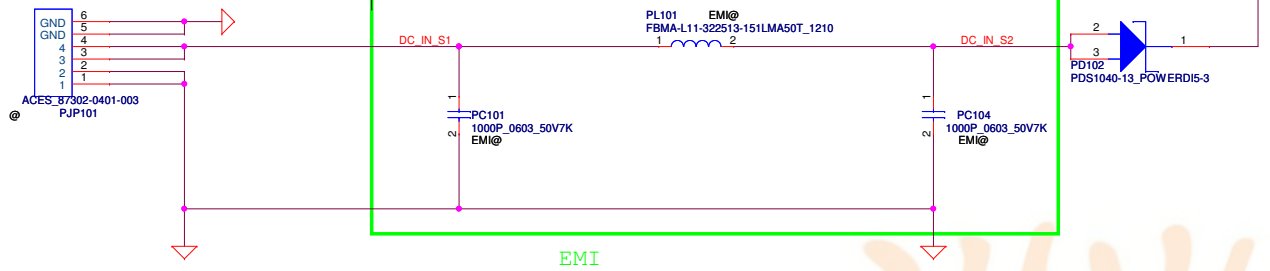 GND 6
GND 5
4 4
3 3
2 2
1 1
ACES_87302-0401-003
@ PJP101
DC_IN_S1
PL101 EMI@
FBMA-L11-322513-151LMA50T_1210
1 2
DC_IN_S2
2
3
1
PD102
PDS1040-13_POWERDI5-3
1
2
PC101
1000P_0603_50V7K
EMI@
1
2
PC104
1000P_0603_50V7K
EMI@
EMI